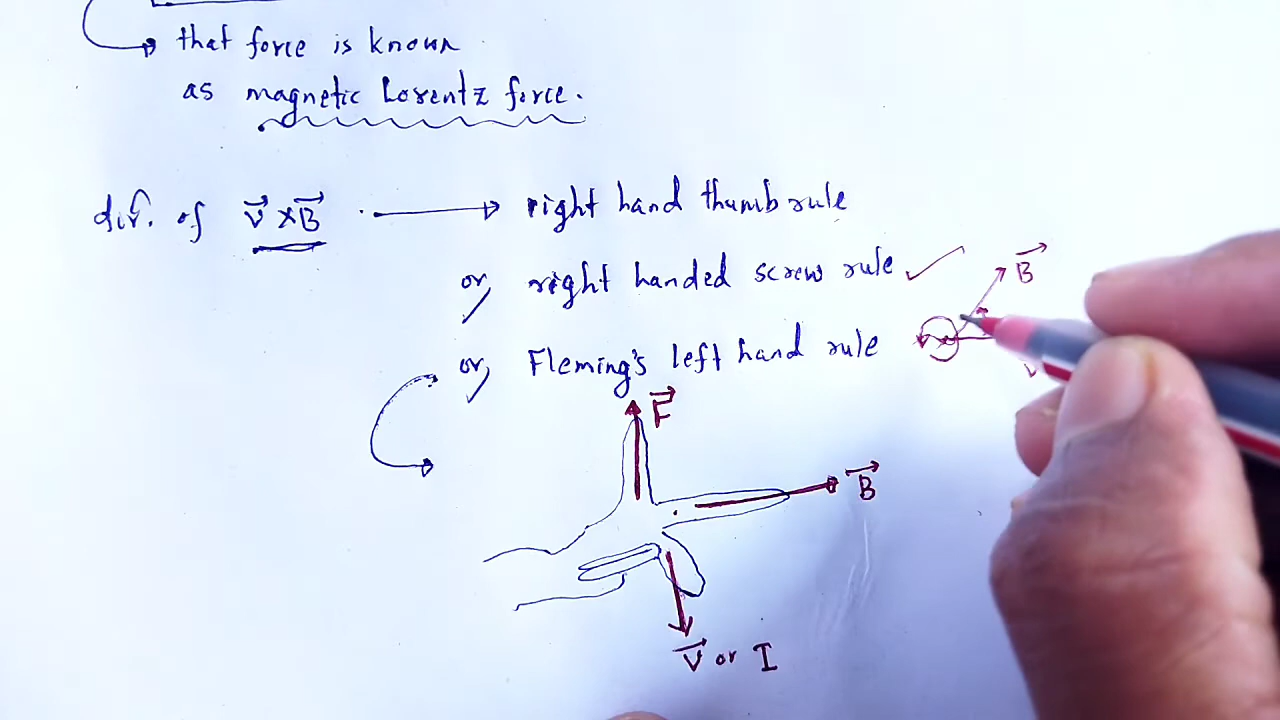 that force is known
as magnetic Lorentz force.
dir. of V⃗ × B⃗ → right hand thumb rule
or, right handed screw rule ✓
B⃗
or, Fleming's left hand rule
V
F⃗
B⃗
V⃗ or I